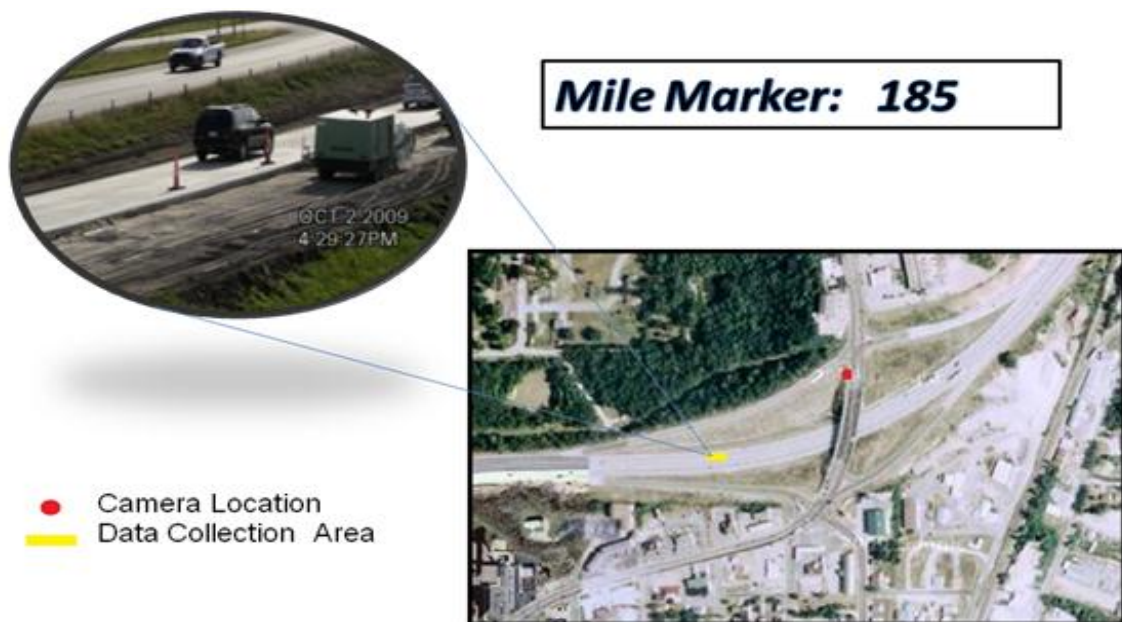 Mile Marker: 185
OCT 2 2009
4:29:27PM
Camera Location
Data Collection Area